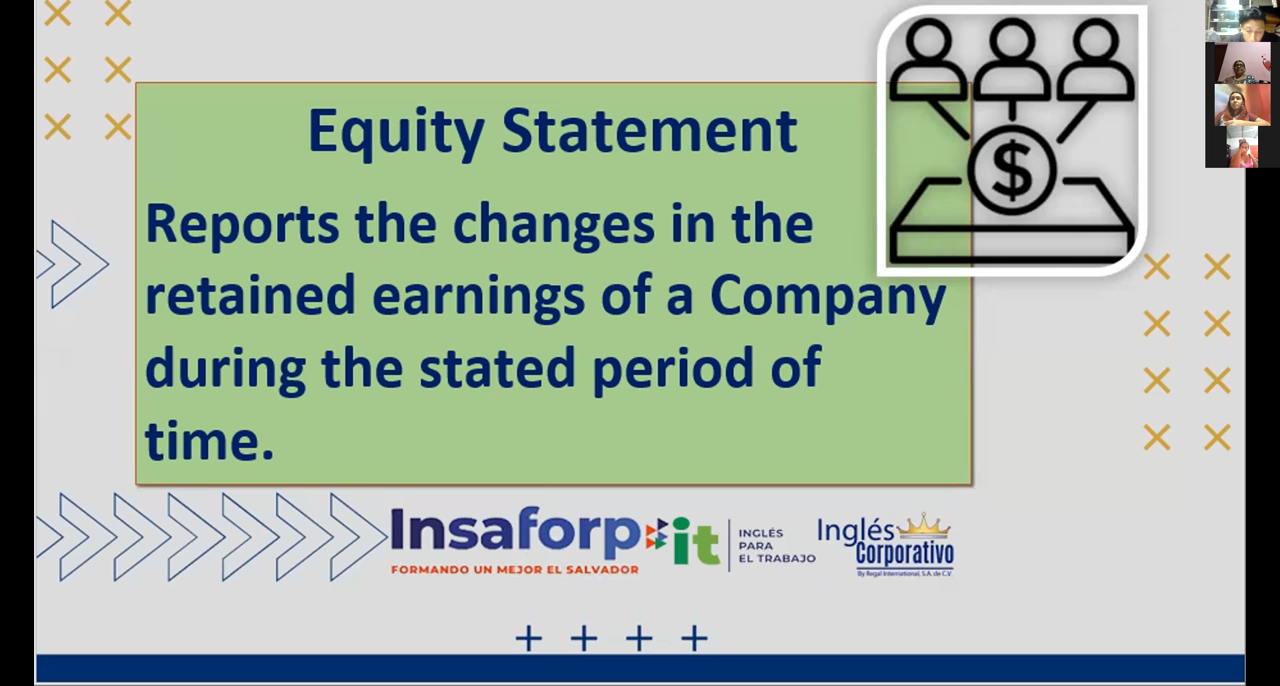 Equity Statement
Reports the changes in the
retained earnings of a Company
during the stated period of
time.
$
Insaforp it
FORMANDO UN MEJOR EL SALVADOR
INGLÉS
PARA
EL TRABAJO
Inglés
Corporativo
By Regal International, S.A. de C.V.